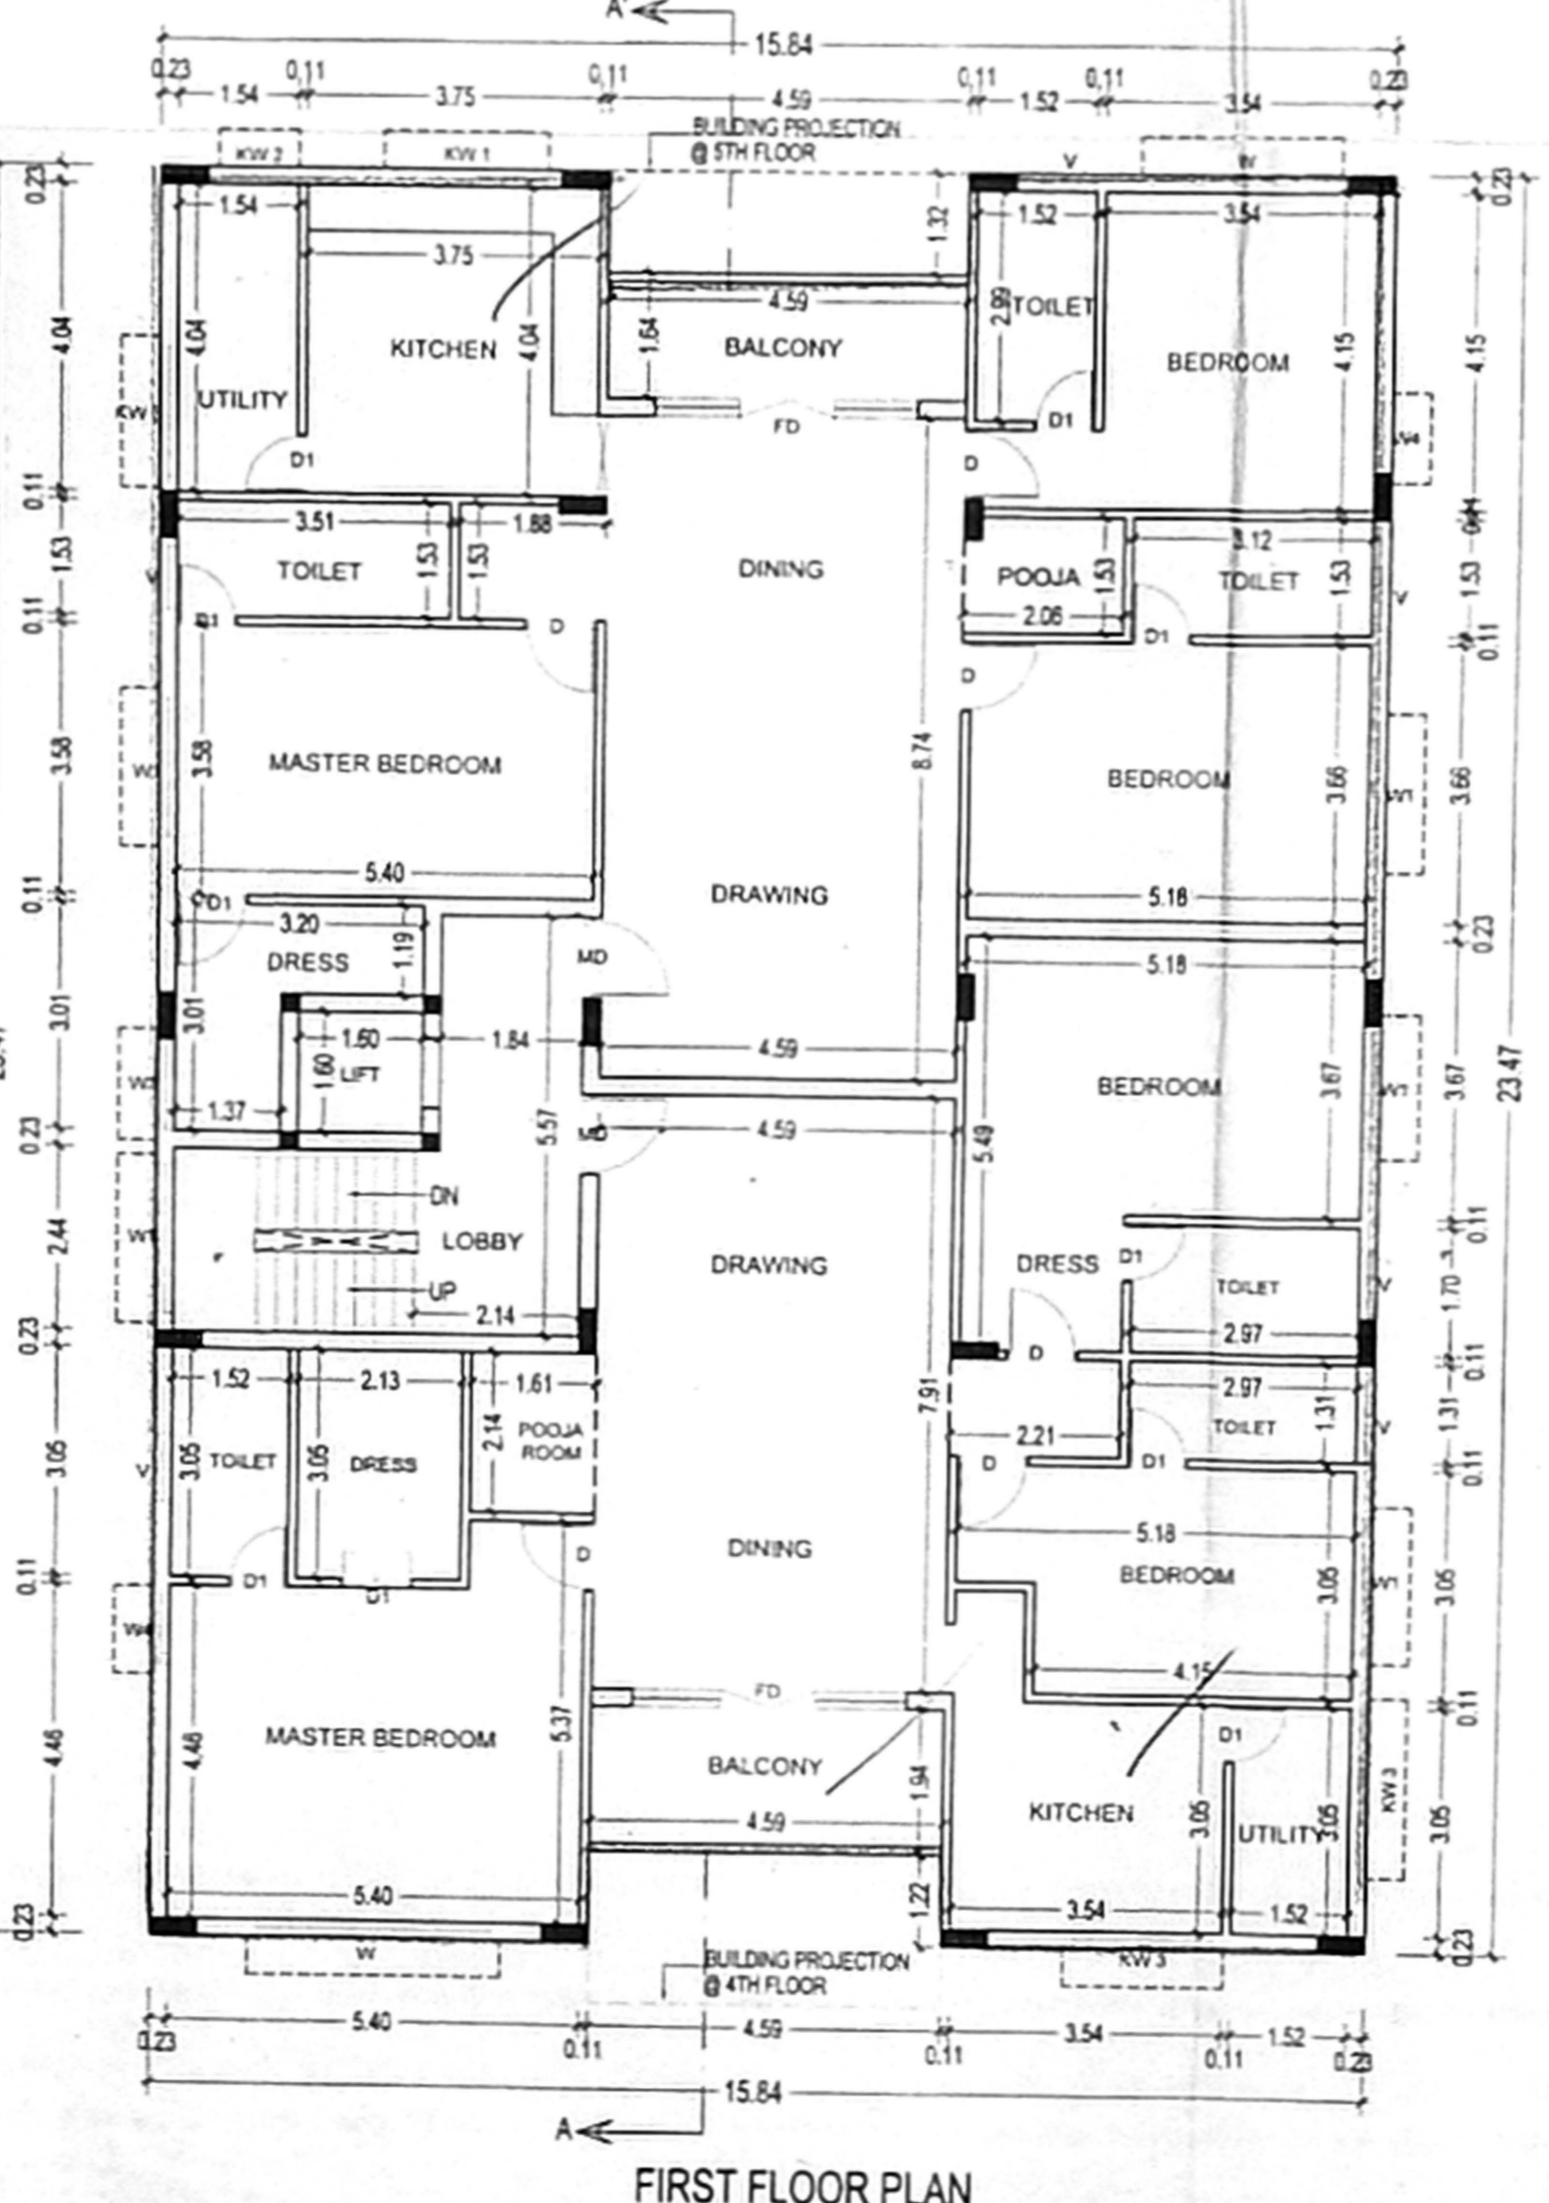 A'
15.84
0.23 0.11 0.11 0.11 0.11 0.23
1.54 3.75 4.59 1.52 3.54
BUILDING PROJECTION
@ 5TH FLOOR
KW 2 KW 1 V W
0.23 0.23
1.54 1.52 3.54
1.32
3.75
4.59
4.04 4.04 KITCHEN 4.04 1.64 BALCONY 2.89 TOILET BEDROOM 4.15 4.15
UTILITY
KW
FD D1
W4
D1 D
0.11
3.51 1.88
3.12
1.53 TOILET 1.53 1.53 DINING POOJA 1.53 TOILET 1.53 1.53
V V
2.06
0.11 D1 D D1 0.11
D
3.58 3.58 MASTER BEDROOM 8.74 BEDROOM 3.66 3.66
W1
5.40
DRAWING
5.18
0.11 D1
3.20
0.23
DRESS 1.19 MD
5.18
3.01 3.01
1.60 1.84 4.59
1.60 LIFT
BEDROOM 3.67 3.67 23.47
1.37
5.57
0.23 MD 4.59 5.49
DN
2.44 LOBBY
UP
W1
DRAWING DRESS D1 TOILET 1.70
0.11
V
2.14
0.23 2.97
D 0.11
1.52 2.13 1.61 2.97
7.91
2.14 POOJA
ROOM
TOILET 1.31 1.31
V
2.21
3.05 3.05 TOILET 3.05 DRESS
V
D D1 0.11
5.18
DINING
D BEDROOM 3.05 3.05
W1
0.11 D1 D1
W4
4.15
FD 0.11
4.46 4.46 MASTER BEDROOM 5.37 BALCONY 1.94 D1
KITCHEN 3.05 UTILITY 3.05 3.05
KW 3
4.59
5.40 1.22 3.54 1.52
0.23 0.23
W KW 3
BUILDING PROJECTION
@ 4TH FLOOR
5.40 4.59 3.54 1.52
0.23 0.11 0.11 0.11 0.23
15.84
A
FIRST FLOOR PLAN